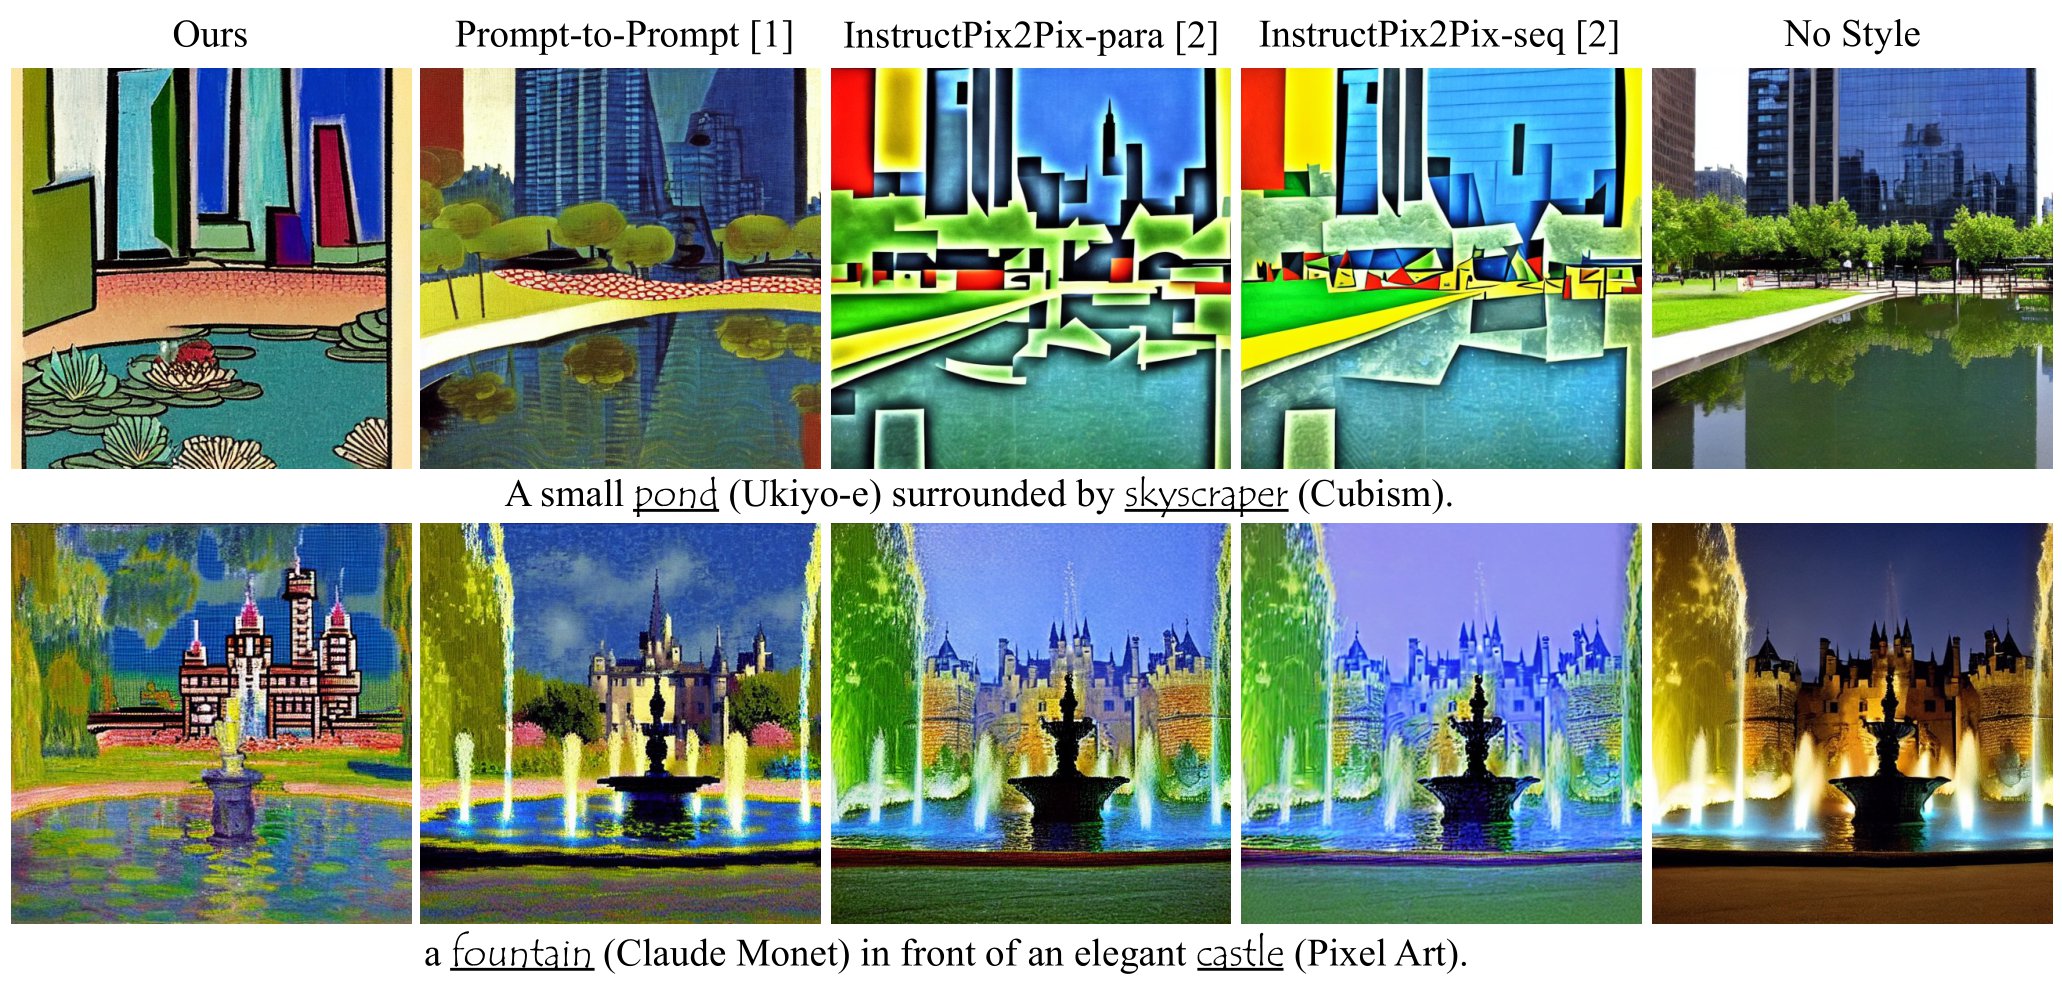 Ours Prompt-to-Prompt [1] InstructPix2Pix-para [2] InstructPix2Pix-seq [2] No Style
A small pond (Ukiyo-e) surrounded by skyscraper (Cubism).
a fountain (Claude Monet) in front of an elegant castle (Pixel Art).